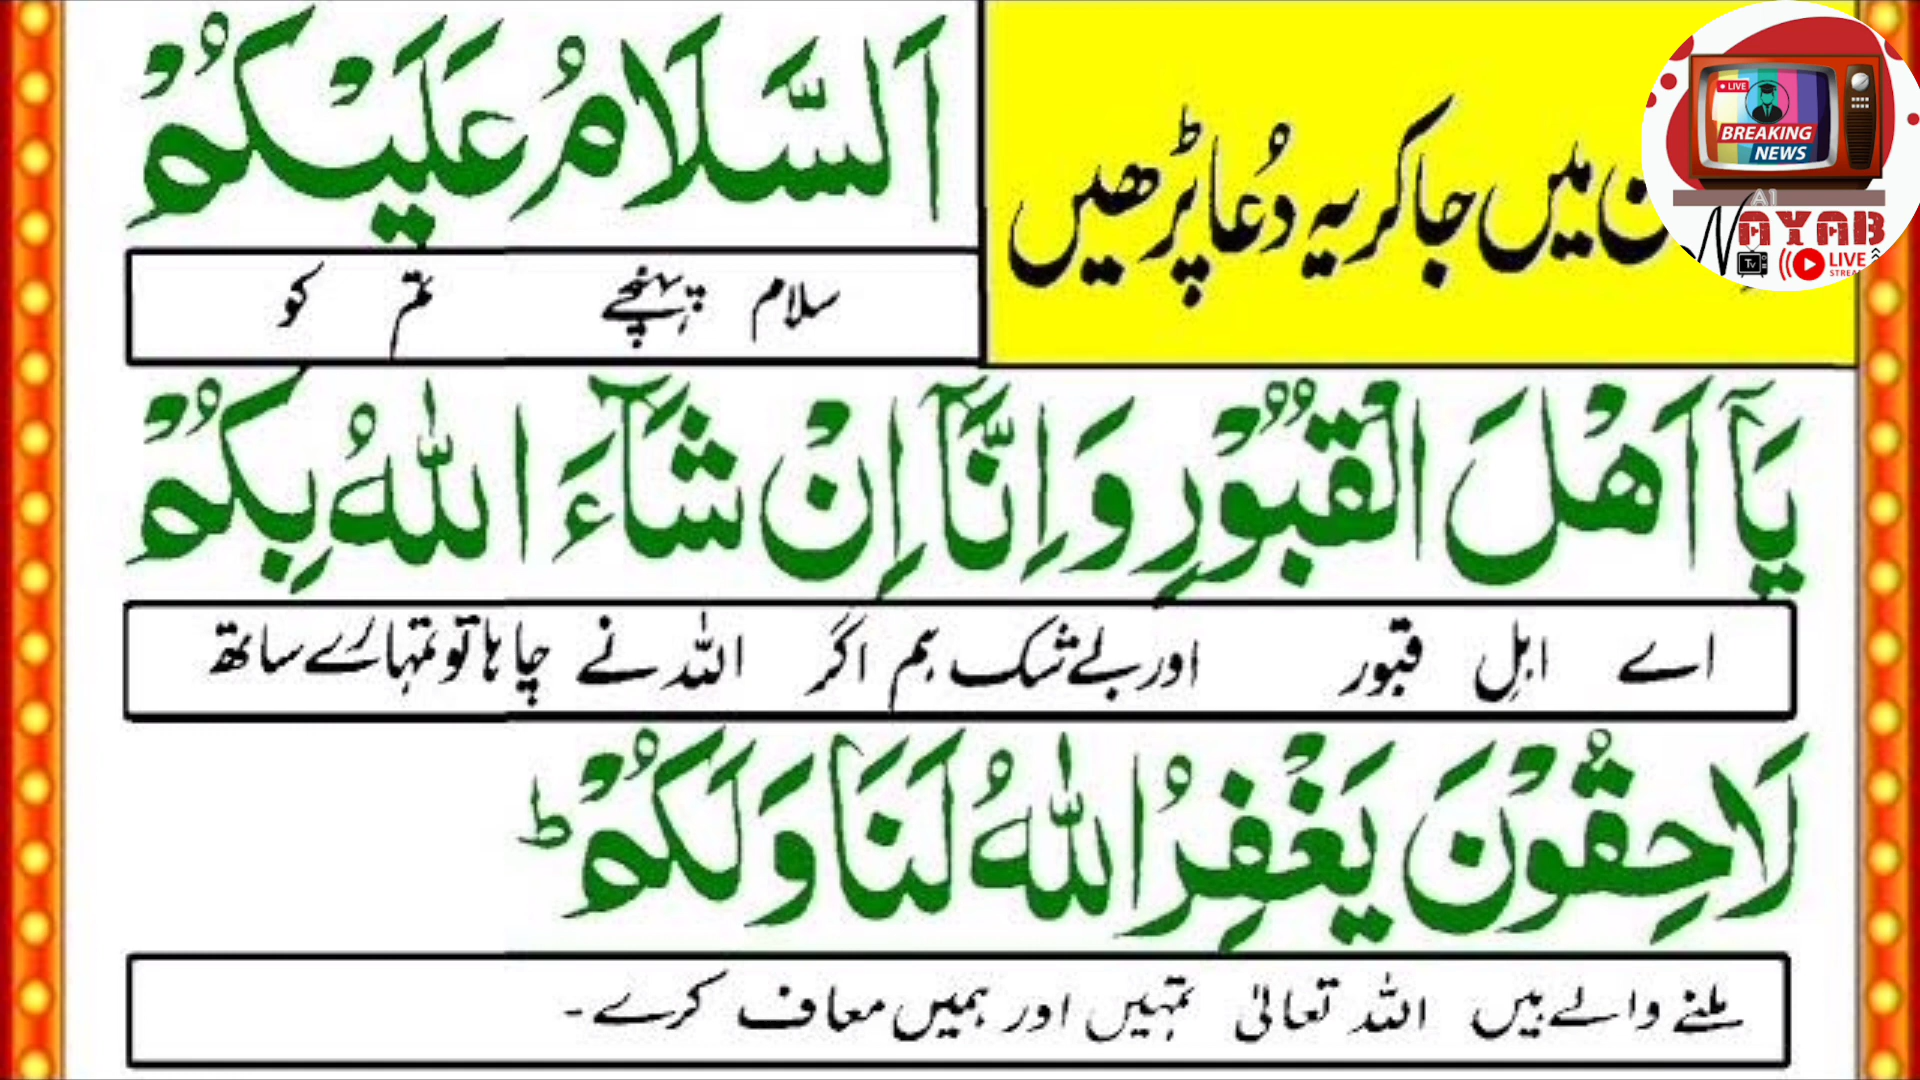 میں جا کر یہ دُعا پڑھیں
اَلسَّلَامُ عَلَيْكُمْ
سلام پہنچے تم کو
يَآ اَهْلَ الْقُبُوْرِ وَاِنَّآ اِنْ شَآءَ اللهُ بِكُمْ
اے اہلِ قبور اور بے شک ہم اگر اللہ نے چاہا تو تمہارے ساتھ
لَاحِقُوْنَ يَغْفِرُ اللهُ لَنَا وَلَكُمْ ؕ
ملنے والے ہیں اللہ تعالیٰ تمہیں اور ہمیں معاف کرے۔
LIVE
BREAKING
NEWS
A1
NAYAB
TV
LIVE